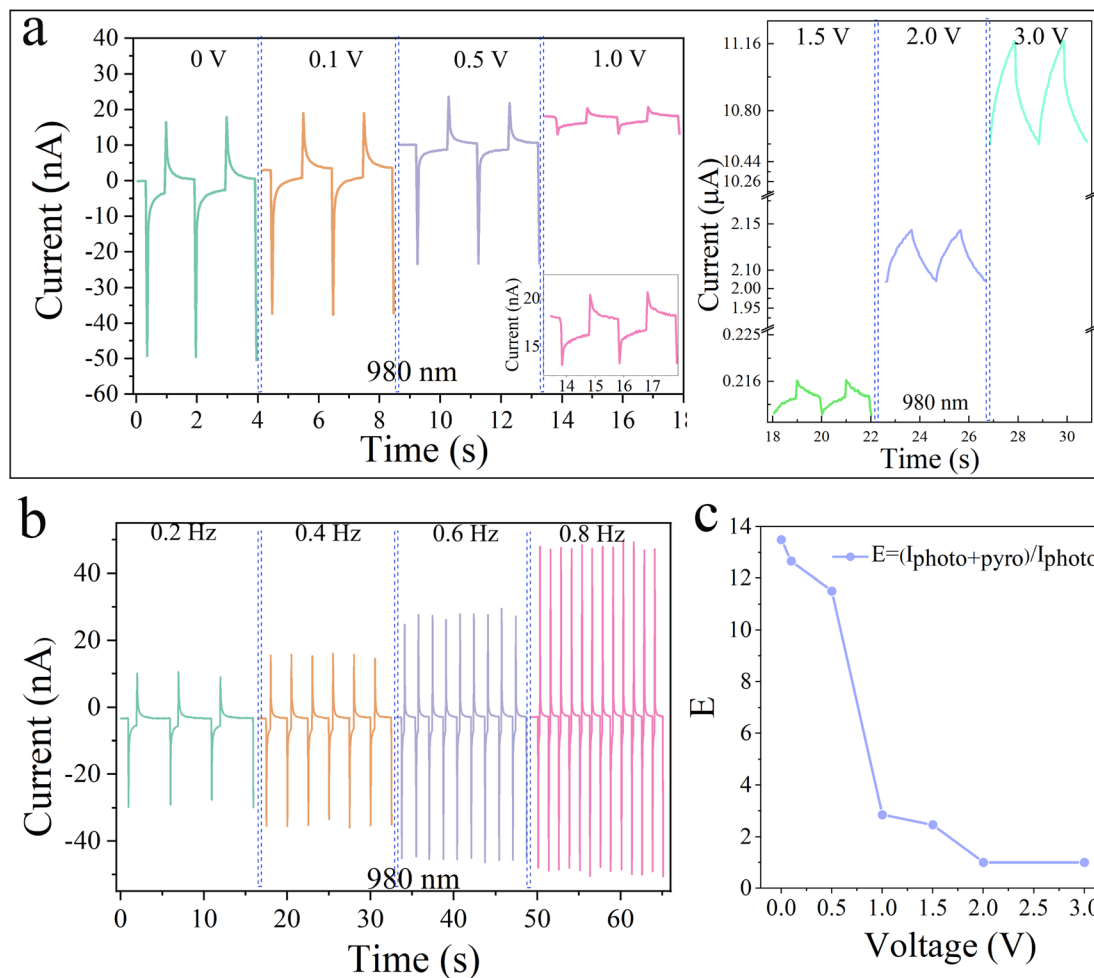 a
0 V 0.1 V 0.5 V 1.0 V
40
30
20
10
0
-10
-20
-30
-40
-50
-60
Current (nA)
980 nm
0 2 4 6 8 10 12 14 16 18
Time (s)
Current (nA)
20
15
14 15 16 17
1.5 V 2.0 V 3.0 V
11.16
10.80
10.44
10.26
2.15
2.10
2.00
1.95
0.225
0.216
Current (µA)
980 nm
18 20 22 24 26 28 30
Time (s)
b
0.2 Hz 0.4 Hz 0.6 Hz 0.8 Hz
40
20
0
-20
-40
Current (nA)
980 nm
0 10 20 30 40 50 60
Time (s)
c
14
12
10
8
6
4
2
0
E
E=(Iphoto+pyro)/Iphoto
0.0 0.5 1.0 1.5 2.0 2.5 3.0
Voltage (V)